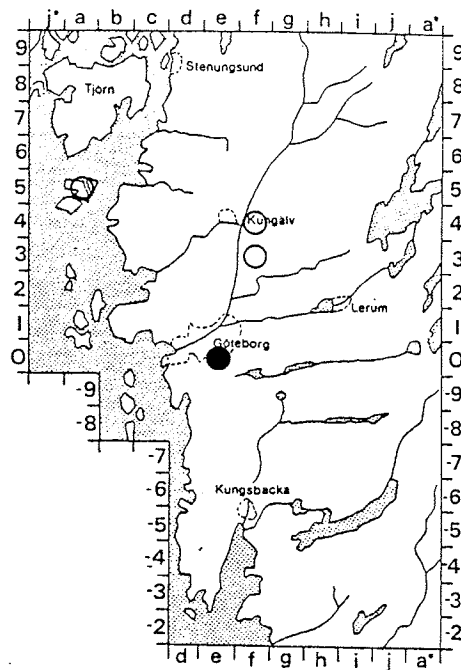 j* a b c d e f g h i j a*
9 9
Stenungsund
8 8
Tjörn
7 7
6 6
5 5
4 Kungälv 4
3 3
2 2
Lerum
1 1
Göteborg
0 0
-9 -9
-8 -8
-7 -7
-6 -6
Kungsbacka
-5 -5
-4 -4
-3 -3
-2 -2
d e f g h i j a*